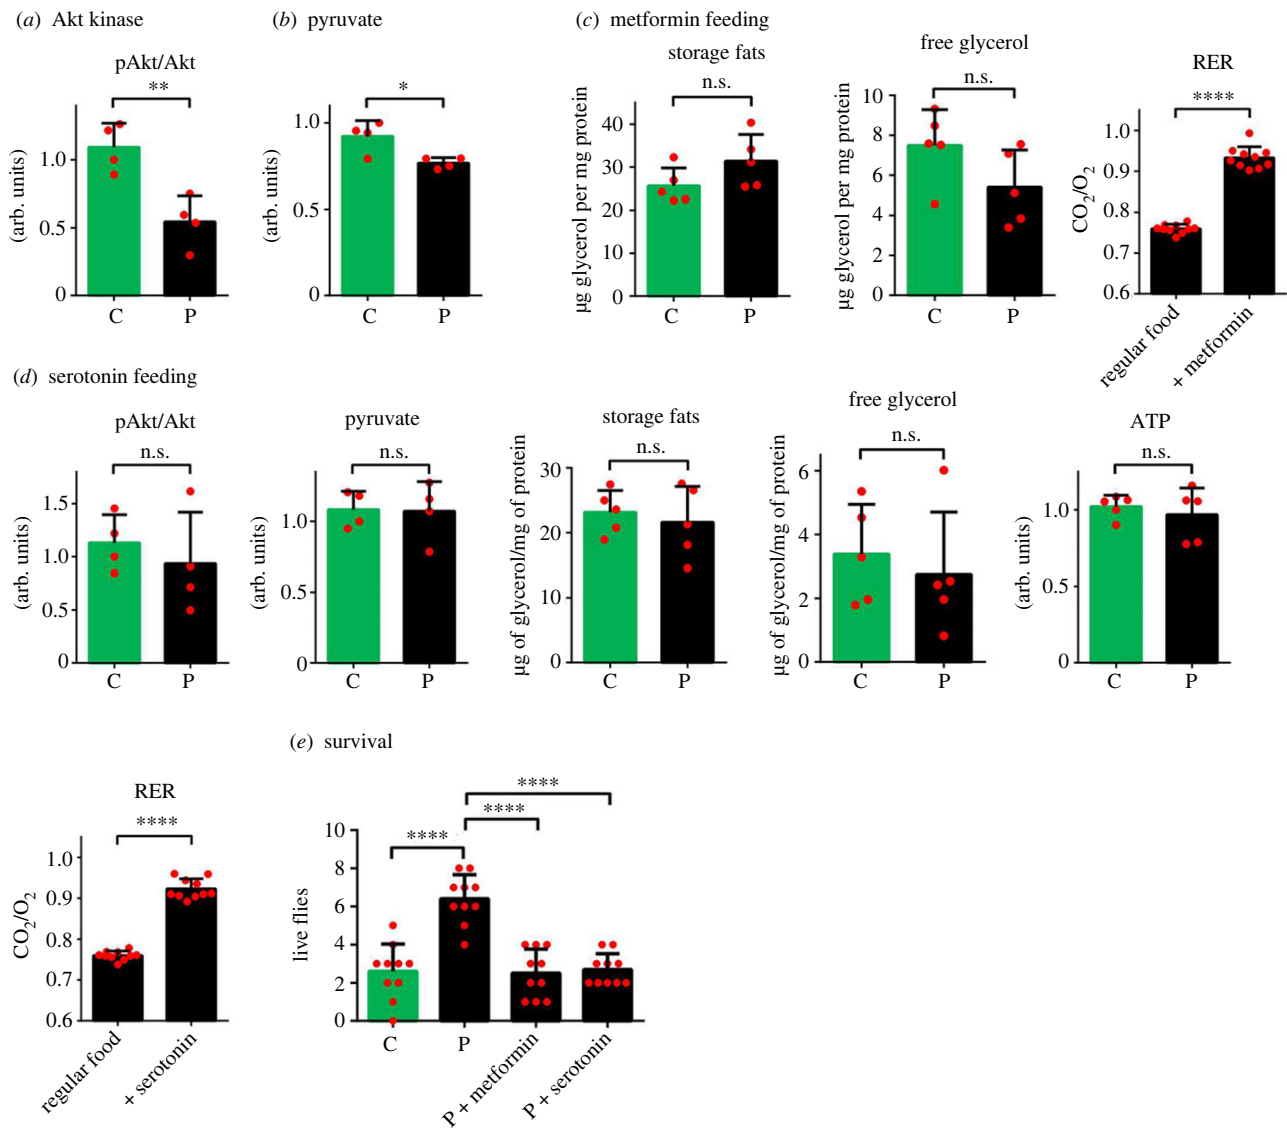 (a) Akt kinase
pAkt/Akt
**
(arb. units)
1.0
0.5
0
C P
(b) pyruvate
*
(arb. units)
1.0
0.5
0
C P
(c) metformin feeding
storage fats
n.s.
µg glycerol per mg protein
40
30
20
10
0
C P
free glycerol
n.s.
µg glycerol per mg protein
10
8
6
4
2
0
C P
RER
****
CO₂/O₂
1.0
0.9
0.8
0.7
0.6
regular food
+ metformin
(d) serotonin feeding
pAkt/Akt
n.s.
(arb. units)
1.5
1.0
0.5
0
C P
pyruvate
n.s.
(arb. units)
1.0
0.5
0
C P
storage fats
n.s.
µg of glycerol/mg of protein
30
20
10
0
C P
free glycerol
n.s.
µg of glycerol/mg of protein
6
4
2
0
C P
ATP
n.s.
(arb. units)
1.0
0.5
0
C P
RER
****
CO₂/O₂
1.0
0.9
0.8
0.7
0.6
regular food
+ serotonin
(e) survival
****
****
****
live flies
10
8
6
4
2
0
C
P
P + metformin
P + serotonin